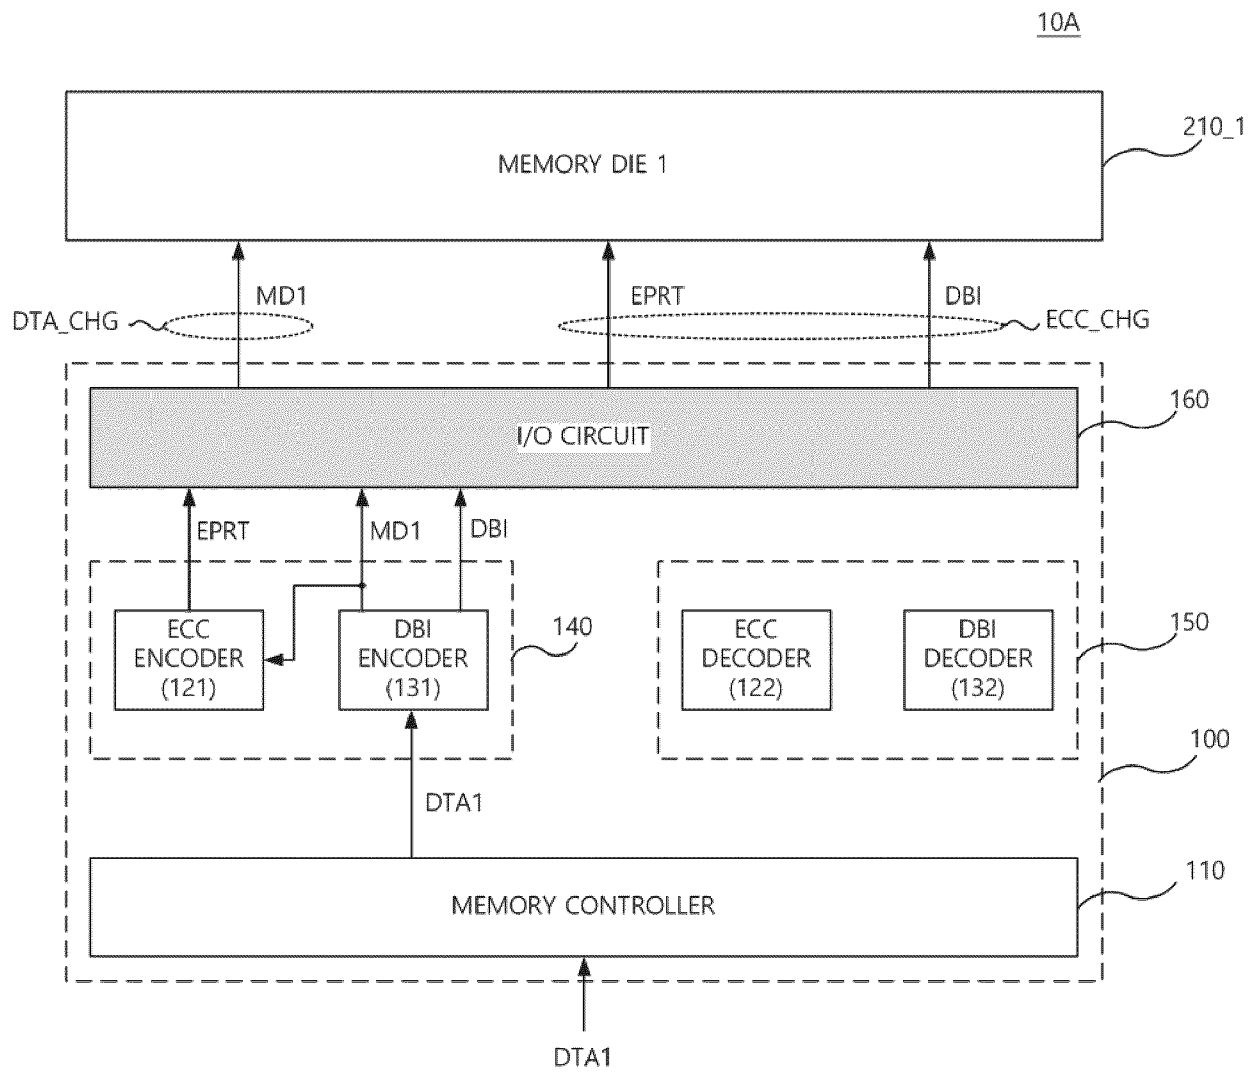 10A
210_1
MEMORY DIE 1
MD1
EPRT
DBI
DTA_CHG
ECC_CHG
160
I/O CIRCUIT
EPRT
MD1
DBI
ECC
ENCODER
(121)
DBI
ENCODER
(131)
140
ECC
DECODER
(122)
DBI
DECODER
(132)
150
100
DTA1
110
MEMORY CONTROLLER
DTA1